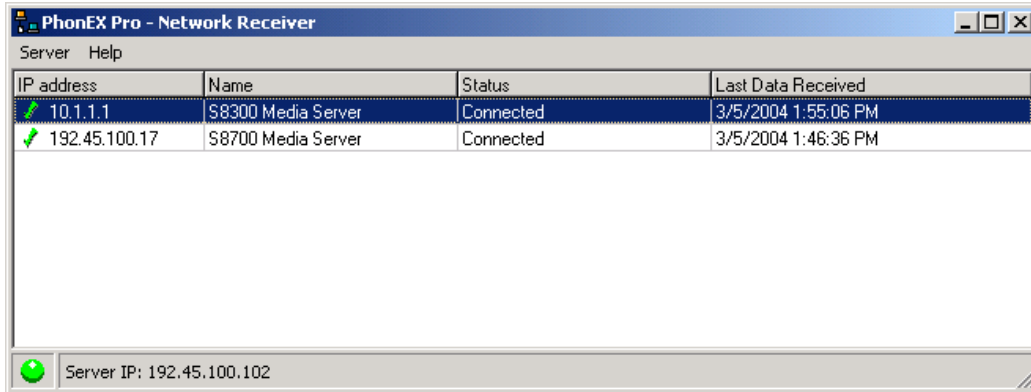 PhonEX Pro - Network Receiver
Server Help
IP address Name Status Last Data Received
10.1.1.1 S8300 Media Server Connected 3/5/2004 1:55:06 PM
192.45.100.17 S8700 Media Server Connected 3/5/2004 1:46:36 PM
Server IP: 192.45.100.102